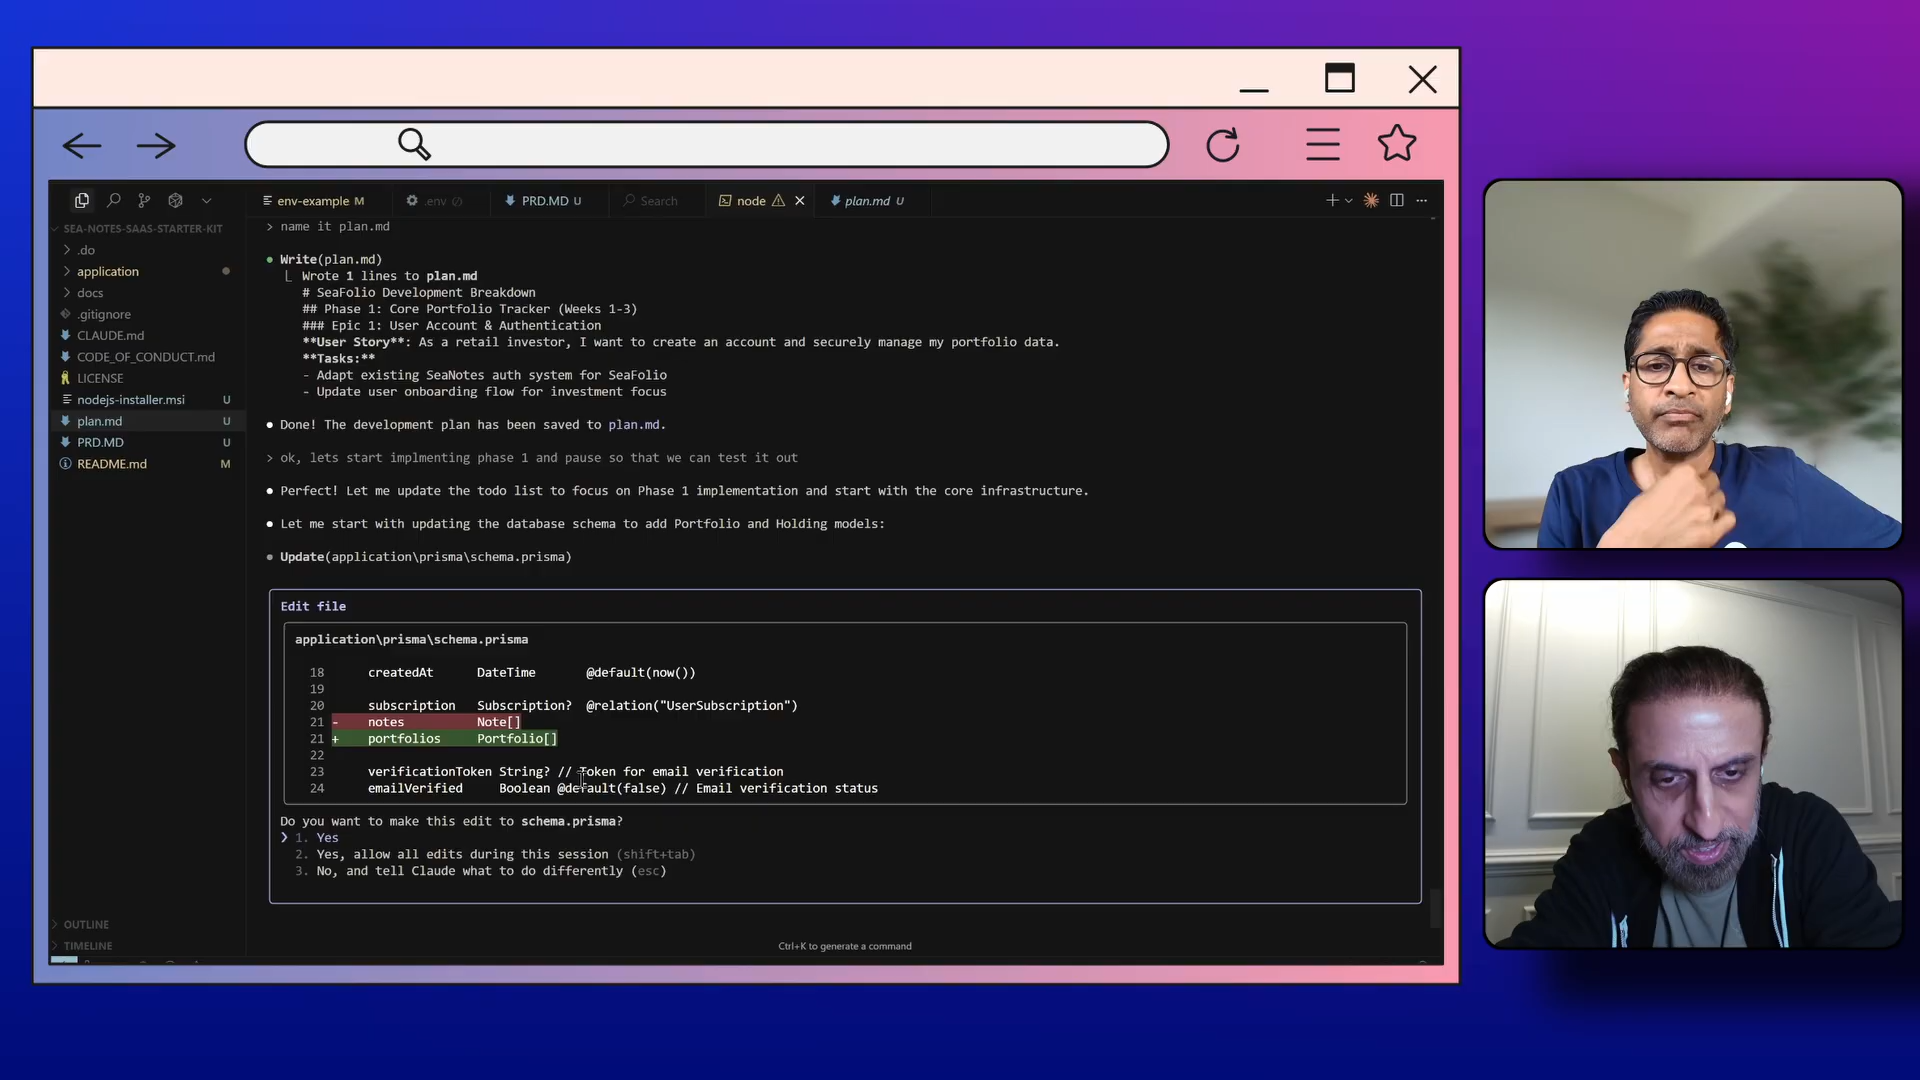 env-example M
.env
PRD.MD U
Search
node
plan.md U
SEA-NOTES-SAAS-STARTER-KIT
.do
application
docs
.gitignore
CLAUDE.md
CODE_OF_CONDUCT.md
LICENSE
nodejs-installer.msi U
plan.md U
PRD.MD U
README.md M
OUTLINE
TIMELINE
> name it plan.md
Write(plan.md)
Wrote 1 lines to plan.md
# SeaFolio Development Breakdown
## Phase 1: Core Portfolio Tracker (Weeks 1-3)
### Epic 1: User Account & Authentication
**User Story**: As a retail investor, I want to create an account and securely manage my portfolio data.
**Tasks:**
- Adapt existing SeaNotes auth system for SeaFolio
- Update user onboarding flow for investment focus
Done! The development plan has been saved to plan.md.
> ok, lets start implmenting phase 1 and pause so that we can test it out
Perfect! Let me update the todo list to focus on Phase 1 implementation and start with the core infrastructure.
Let me start with updating the database schema to add Portfolio and Holding models:
Update(application\prisma\schema.prisma)
Edit file
application\prisma\schema.prisma
18 createdAt DateTime @default(now())
19
20 subscription Subscription? @relation("UserSubscription")
21 - notes Note[]
21 + portfolios Portfolio[]
22
23 verificationToken String? // Token for email verification
24 emailVerified Boolean @default(false) // Email verification status
Do you want to make this edit to schema.prisma?
❯ 1. Yes
2. Yes, allow all edits during this session (shift+tab)
3. No, and tell Claude what to do differently (esc)
Ctrl+K to generate a command